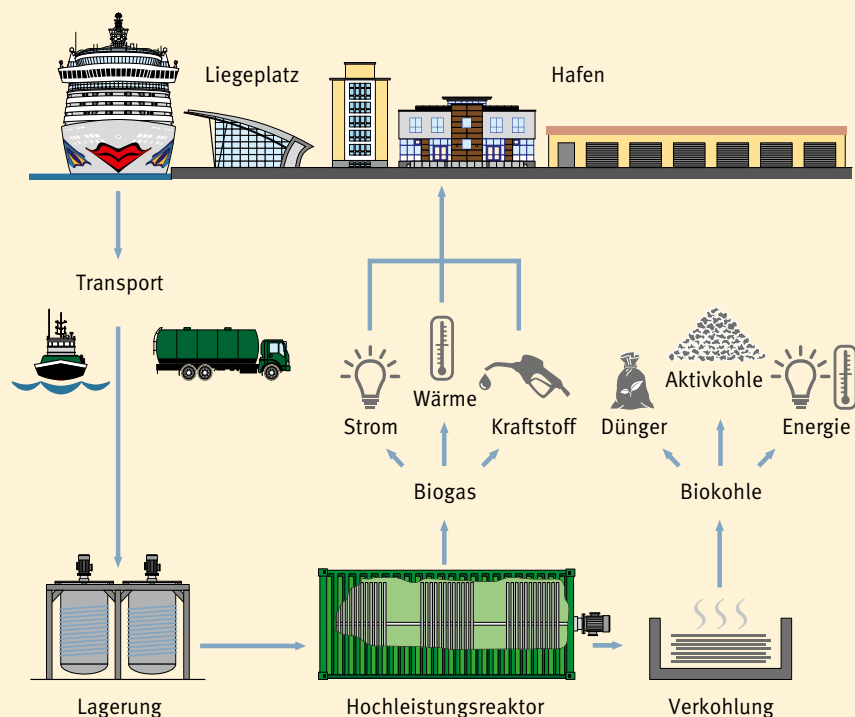 Liegeplatz
Hafen
Transport
Strom
Wärme
Kraftstoff
Dünger
Aktivkohle
Energie
Biogas
Biokohle
Lagerung
Hochleistungsreaktor
Verkohlung